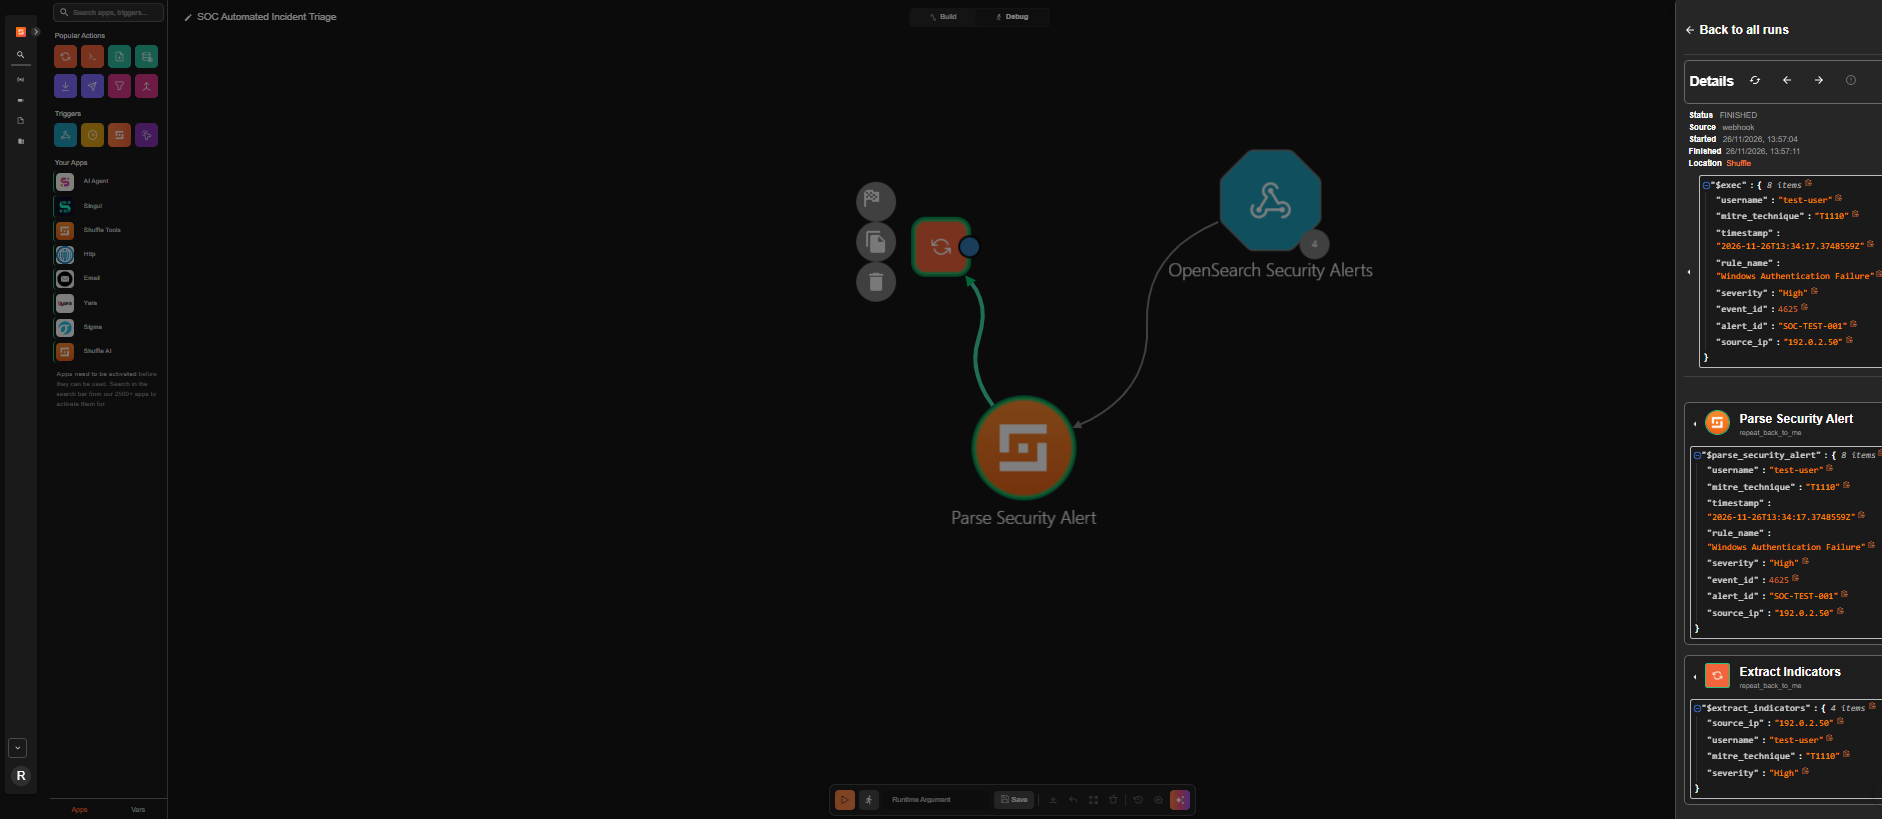 Search apps, triggers...
Popular Actions
Triggers
Your Apps
AI Agent
Singul
Shuffle Tools
Http
Email
Yara
Sigma
Shuffle AI
Apps need to be activated before
they can be used. Search in the
search bar from our 2500+ apps to
activate them for.
Apps Vars
R
SOC Automated Incident Triage
Build Debug
4
OpenSearch Security Alerts
Parse Security Alert
Runtime Argument Save
Back to all runs
Details
Status FINISHED
Source webhook
Started 26/11/2026, 13:57:04
Finished 26/11/2026, 13:57:11
Location Shuffle
"$exec" : { 8 items
"username" : "test-user"
"mitre_technique" : "T1110"
"timestamp" :
"2026-11-26T13:34:17.3748559Z"
"rule_name" :
"Windows Authentication Failure"
"severity" : "High"
"event_id" : 4625
"alert_id" : "SOC-TEST-001"
"source_ip" : "192.0.2.50"
}
Parse Security Alert
repeat_back_to_me
"$parse_security_alert" : { 8 items
"username" : "test-user"
"mitre_technique" : "T1110"
"timestamp" :
"2026-11-26T13:34:17.3748559Z"
"rule_name" :
"Windows Authentication Failure"
"severity" : "High"
"event_id" : 4625
"alert_id" : "SOC-TEST-001"
"source_ip" : "192.0.2.50"
}
Extract Indicators
repeat_back_to_me
"$extract_indicators" : { 4 items
"source_ip" : "192.0.2.50"
"username" : "test-user"
"mitre_technique" : "T1110"
"severity" : "High"
}